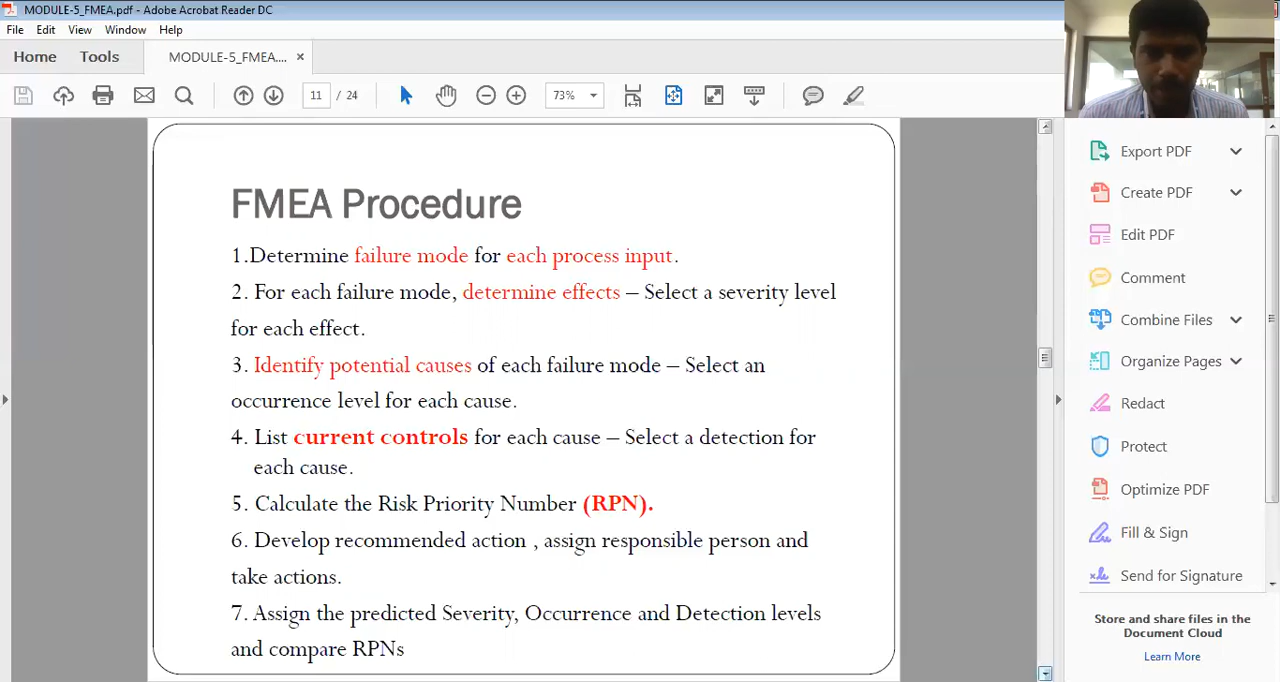 MODULE-5_FMEA.pdf - Adobe Acrobat Reader DC
File Edit View Window Help
Home Tools MODULE-5_FMEA.... ×
11 / 24 73%
FMEA Procedure
1.Determine failure mode for each process input.
2. For each failure mode, determine effects – Select a severity level
for each effect.
3. Identify potential causes of each failure mode – Select an
occurrence level for each cause.
4. List current controls for each cause – Select a detection for
each cause.
5. Calculate the Risk Priority Number (RPN).
6. Develop recommended action , assign responsible person and
take actions.
7. Assign the predicted Severity, Occurrence and Detection levels
and compare RPNs
Export PDF
Create PDF
Edit PDF
Comment
Combine Files
Organize Pages
Redact
Protect
Optimize PDF
Fill & Sign
Send for Signature
Store and share files in the
Document Cloud
Learn More